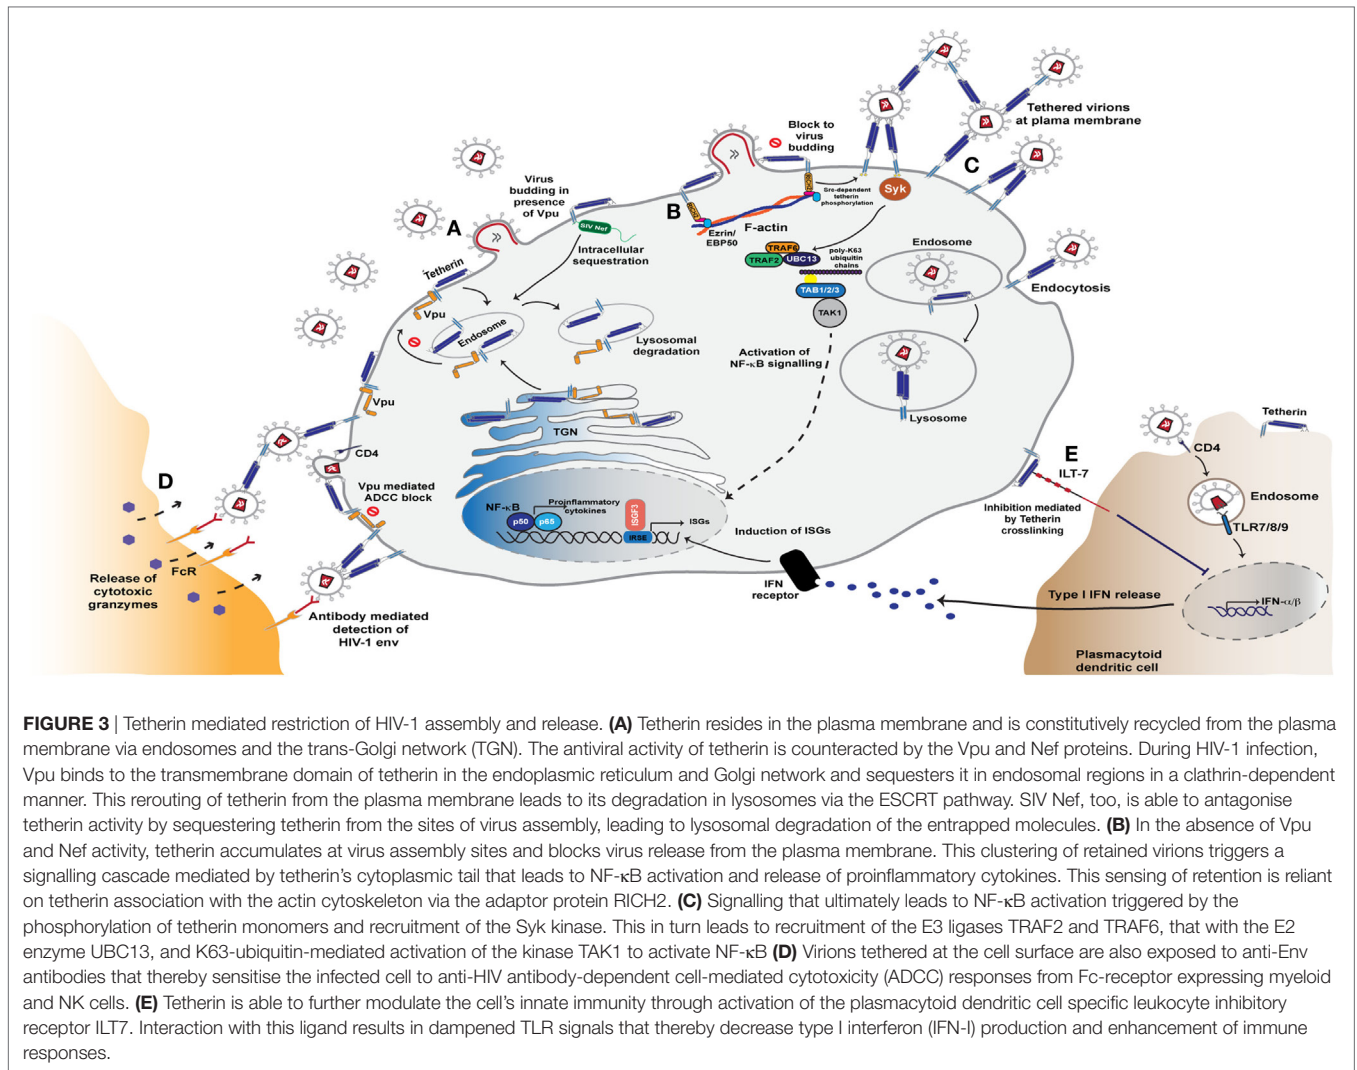 Block to
virus
budding
Tethered virions
at plama membrane
C
Virus
budding in
presence
of Vpu
A
B
RICH2
RICH2
Syk
Src-dependent
tetherin
phosphorylation
SIV Nef
Ezrin/
EBP50
F-actin
Intracellular
sequestration
TRAF6
TRAF2
UBC13
poly-K63
ubiquitin
chains
Endosome
Tetherin
Vpu
TAB1/2/3
TAK1
Endocytosis
Endosome
Lysosomal
degradation
Activation of
NF-κB signalling
Vpu
Lysosome
TGN
CD4
Tetherin
CD4
E
ILT-7
D
Vpu mediated
ADCC block
Endosome
TLR7/8/9
Inhibition mediated
by Tetherin
crosslinking
NF-κB
Proinflammatory
cytokines
p50
p65
ISGF3
IRSE
ISGs
Induction of ISGs
FcR
Release of
cytotoxic
granzymes
IFN
receptor
Type I IFN release
IFN-α/β
Antibody mediated
detection of
HIV-1 env
Plasmacytoid
dendritic cell
FIGURE 3 | Tetherin mediated restriction of HIV-1 assembly and release. (A) Tetherin resides in the plasma membrane and is constitutively recycled from the plasma
membrane via endosomes and the trans-Golgi network (TGN). The antiviral activity of tetherin is counteracted by the Vpu and Nef proteins. During HIV-1 infection,
Vpu binds to the transmembrane domain of tetherin in the endoplasmic reticulum and Golgi network and sequesters it in endosomal regions in a clathrin-dependent
manner. This rerouting of tetherin from the plasma membrane leads to its degradation in lysosomes via the ESCRT pathway. SIV Nef, too, is able to antagonise
tetherin activity by sequestering tetherin from the sites of virus assembly, leading to lysosomal degradation of the entrapped molecules. (B) In the absence of Vpu
and Nef activity, tetherin accumulates at virus assembly sites and blocks virus release from the plasma membrane. This clustering of retained virions triggers a
signalling cascade mediated by tetherin's cytoplasmic tail that leads to NF-κB activation and release of proinflammatory cytokines. This sensing of retention is reliant
on tetherin association with the actin cytoskeleton via the adaptor protein RICH2. (C) Signalling that ultimately leads to NF-κB activation triggered by the
phosphorylation of tetherin monomers and recruitment of the Syk kinase. This in turn leads to recruitment of the E3 ligases TRAF2 and TRAF6, that with the E2
enzyme UBC13, and K63-ubiquitin-mediated activation of the kinase TAK1 to activate NF-κB (D) Virions tethered at the cell surface are also exposed to anti-Env
antibodies that thereby sensitise the infected cell to anti-HIV antibody-dependent cell-mediated cytotoxicity (ADCC) responses from Fc-receptor expressing myeloid
and NK cells. (E) Tetherin is able to further modulate the cell's innate immunity through activation of the plasmacytoid dendritic cell specific leukocyte inhibitory
receptor ILT7. Interaction with this ligand results in dampened TLR signals that thereby decrease type I interferon (IFN-I) production and enhancement of immune
responses.